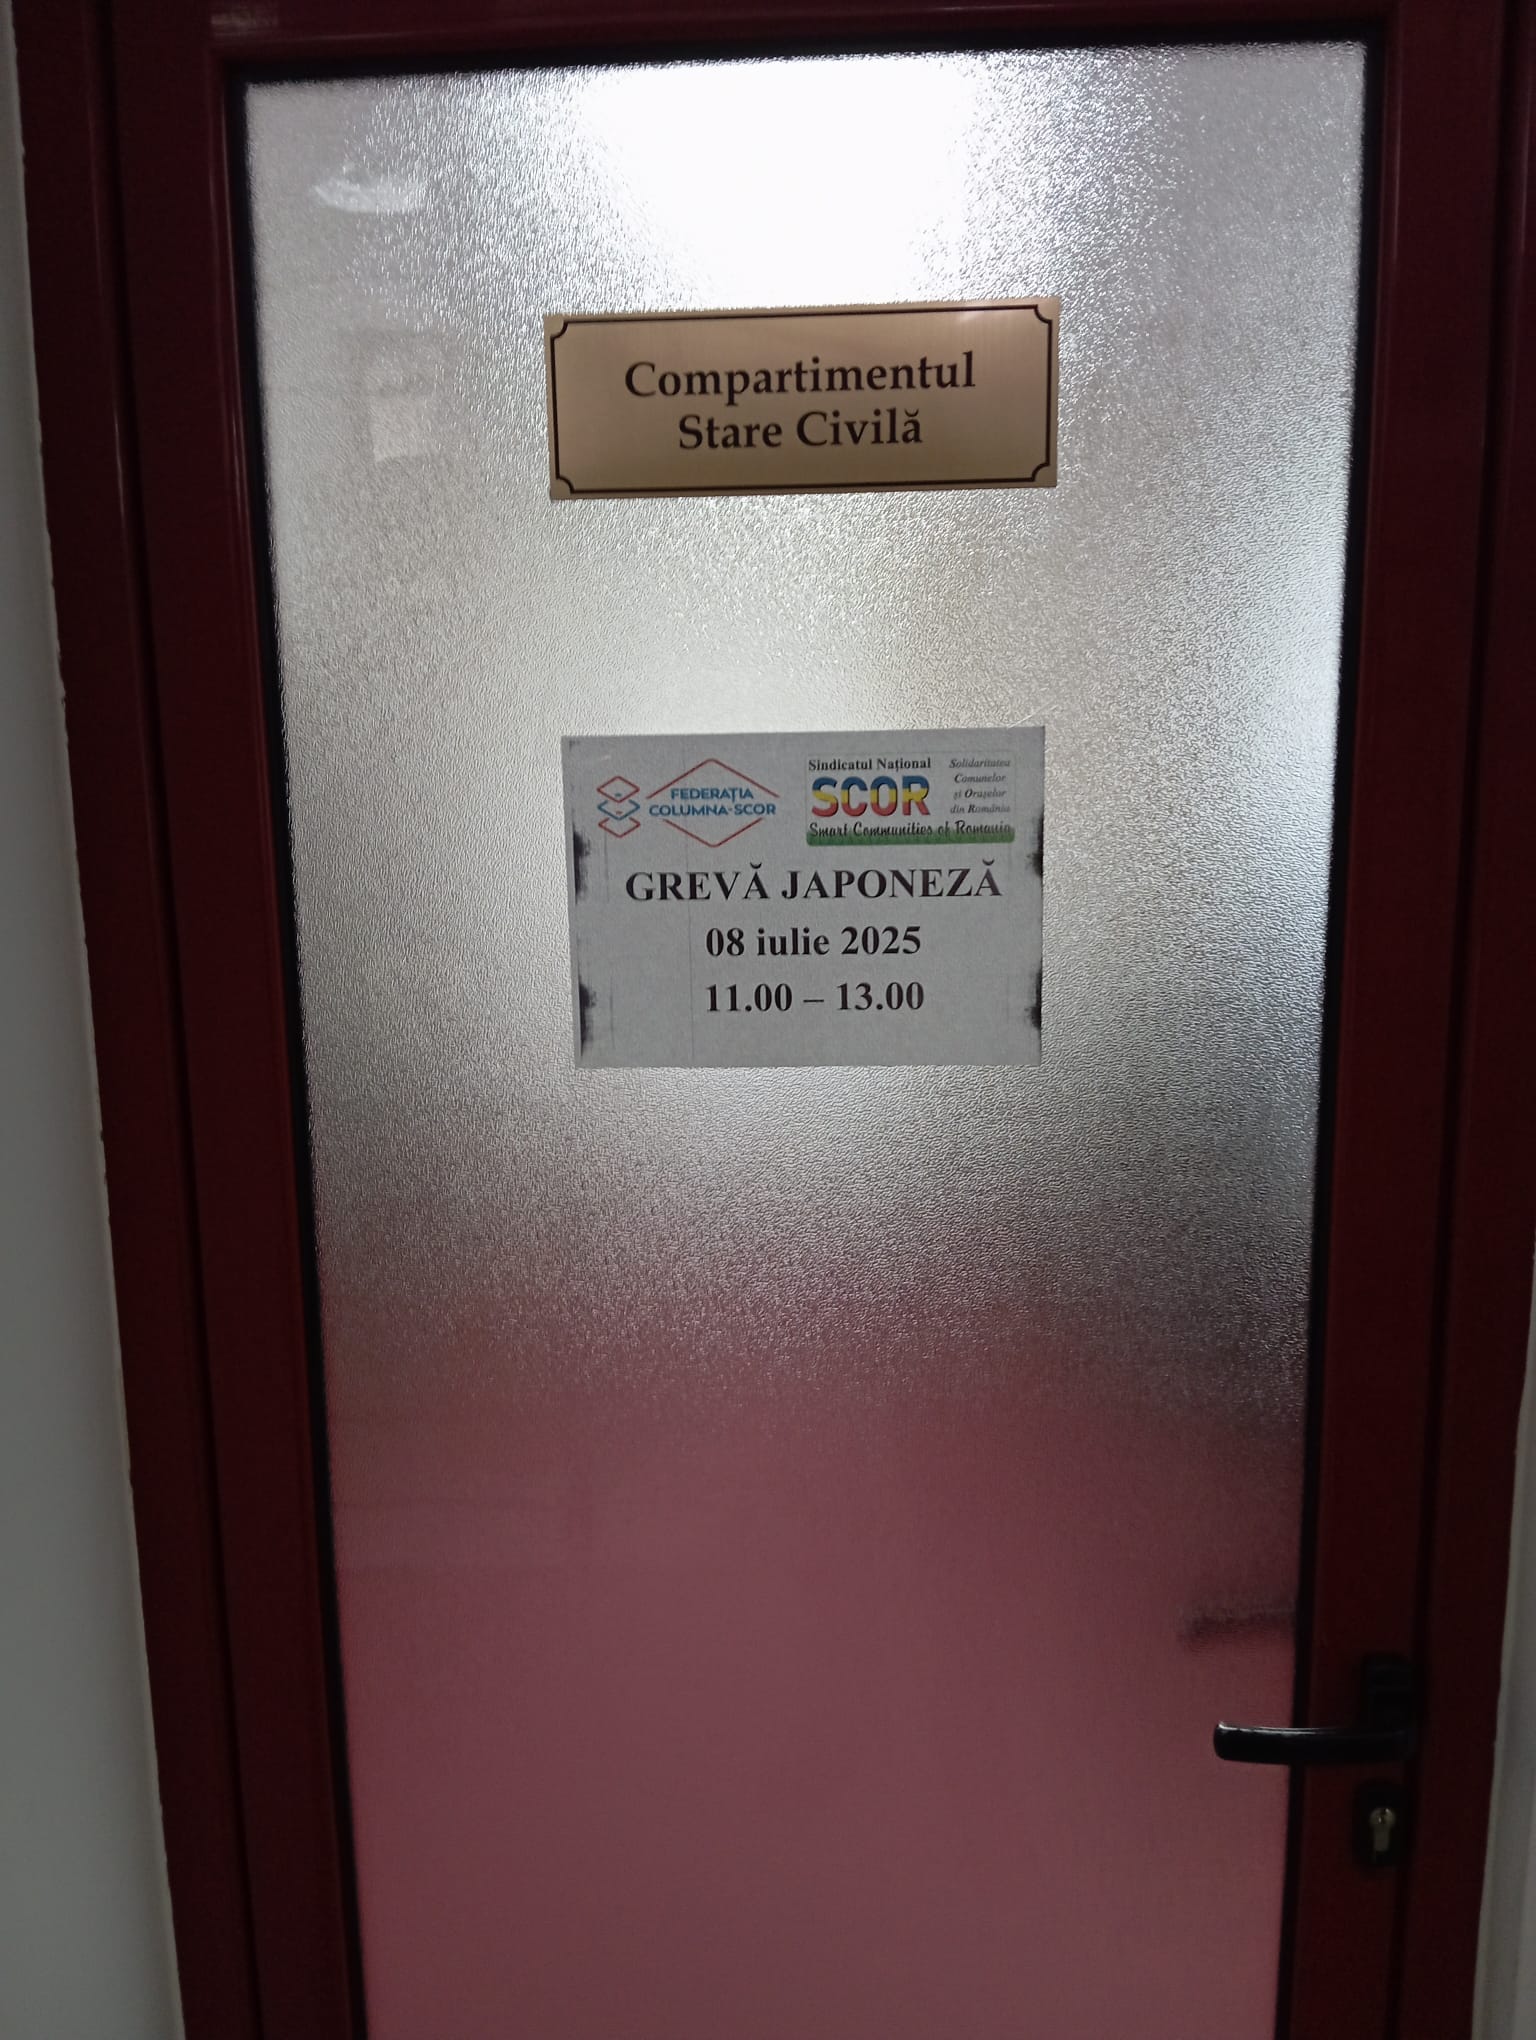 Compartimentul
Stare Civilă
FEDERAȚIA
COLUMNA-SCOR
Sindicatul Național
SCOR
Solidaritatea
Comunelor
și Orașelor
din România
Smart Communities of Romania
GREVĂ JAPONEZĂ
08 iulie 2025
11.00 – 13.00